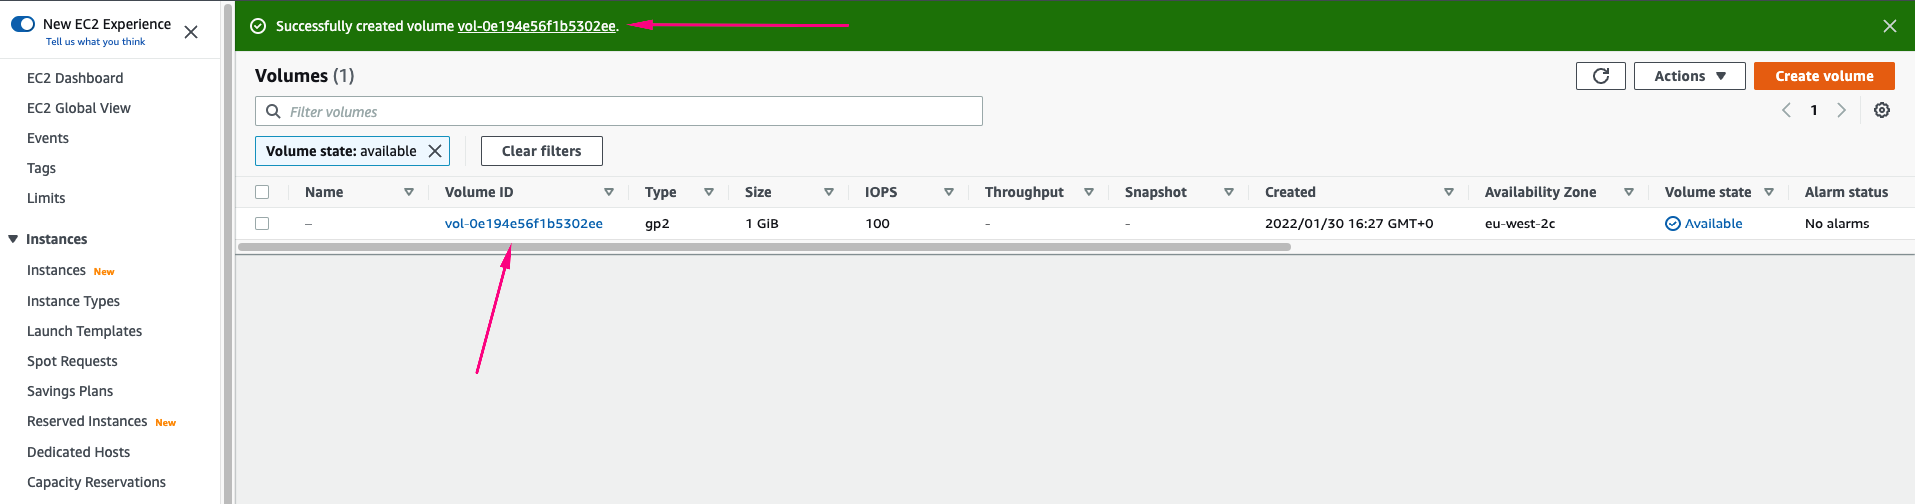 New EC2 Experience
Tell us what you think
EC2 Dashboard
EC2 Global View
Events
Tags
Limits
Instances
Instances New
Instance Types
Launch Templates
Spot Requests
Savings Plans
Reserved Instances New
Dedicated Hosts
Capacity Reservations
Successfully created volume vol-0e194e56f1b5302ee.
Volumes (1)
Actions
Create volume
Filter volumes
1
Volume state: available
Clear filters
Name Volume ID Type Size IOPS Throughput Snapshot Created Availability Zone Volume state Alarm status
– vol-0e194e56f1b5302ee gp2 1 GiB 100 - - 2022/01/30 16:27 GMT+0 eu-west-2c Available No alarms